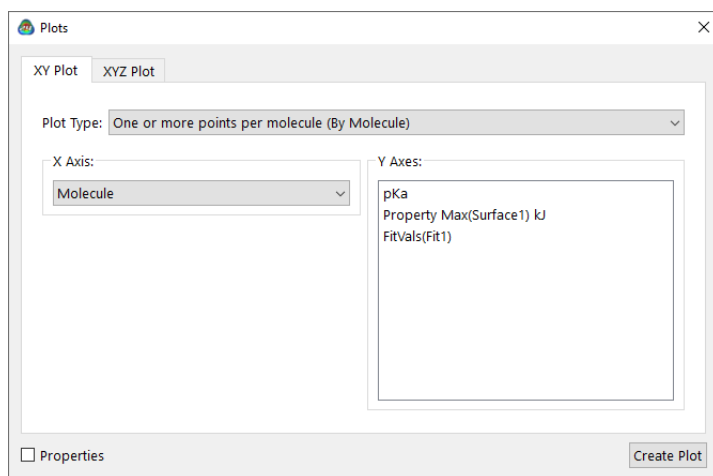 Plots
XY Plot
XYZ Plot
Plot Type: One or more points per molecule (By Molecule)
X Axis:
Molecule
Y Axes:
pKa
Property Max(Surface1) kJ
FitVals(Fit1)
Properties
Create Plot